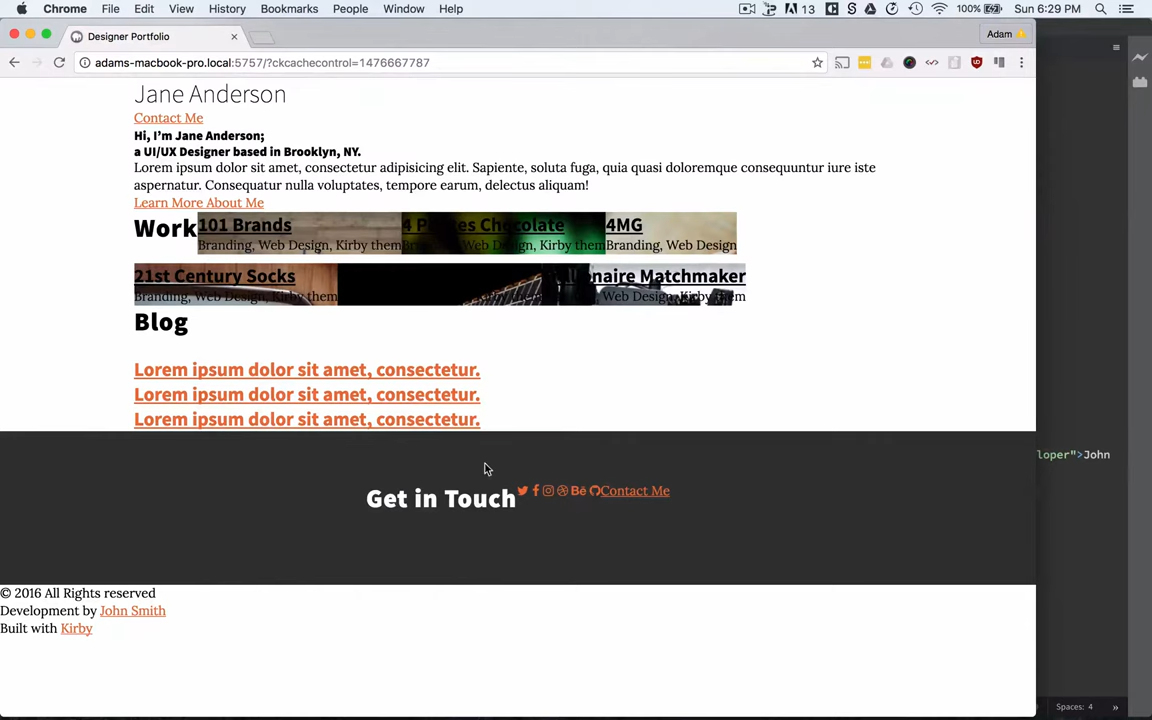 Chrome File Edit View History Bookmarks People Window Help
13 100% Sun 6:29 PM
Designer Portfolio
Adam
adams-macbook-pro.local:5757/?ckcachecontrol=1476667787
Jane Anderson
Contact Me
Hi, I’m Jane Anderson;
a UI/UX Designer based in Brooklyn, NY.
Lorem ipsum dolor sit amet, consectetur adipisicing elit. Sapiente, soluta fuga, quia quasi doloremque consequuntur iure iste
aspernatur. Consequatur nulla voluptates, tempore earum, delectus aliquam!
Learn More About Me
Work 101 Brands 4 Chocolate 4MG
Branding, Web Design, Kirby them Web Design, Kirby them Branding, Web Design
21st Century Socks Matchmaker
Branding, Web Design, Kirby them Web Design, Kirby them
Blog
Lorem ipsum dolor sit amet, consectetur.
Lorem ipsum dolor sit amet, consectetur.
Lorem ipsum dolor sit amet, consectetur.
loper">John
Get in Touch Contact Me
© 2016 All Rights reserved
Development by John Smith
Built with Kirby
Spaces: 4